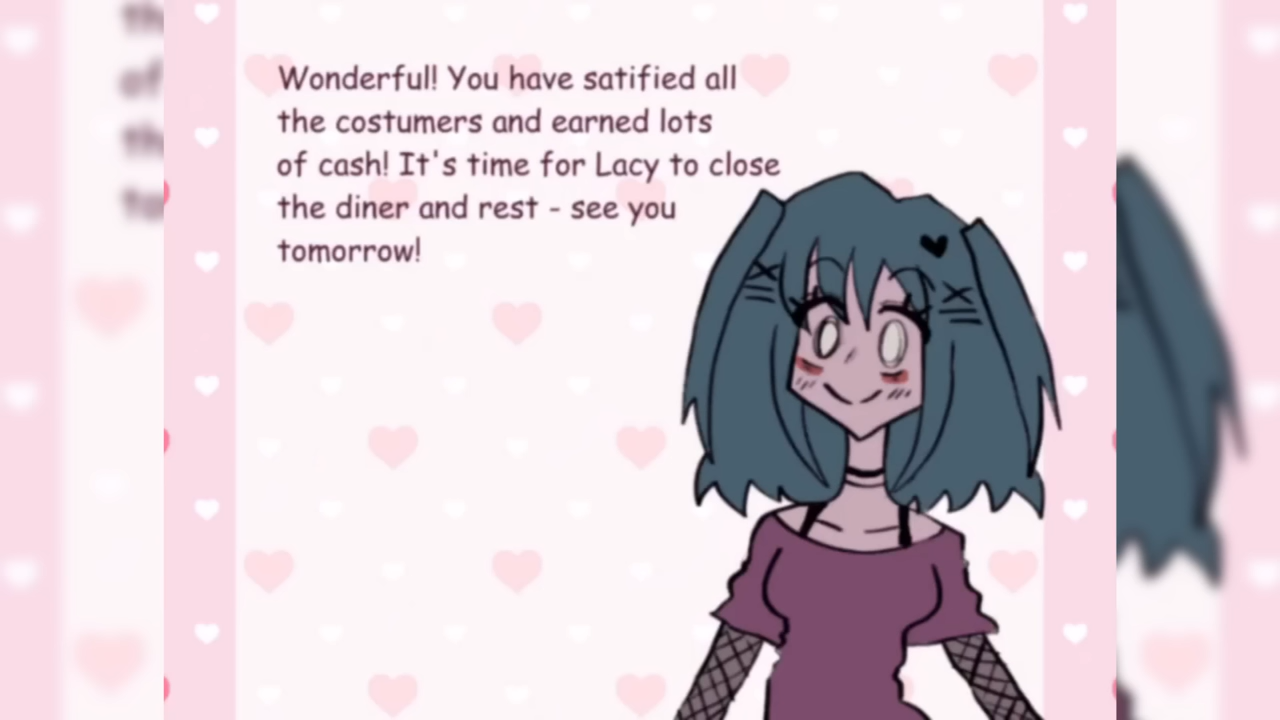 Wonderful! You have satified all
the costumers and earned lots
of cash! It's time for Lacy to close
the diner and rest - see you
tomorrow!